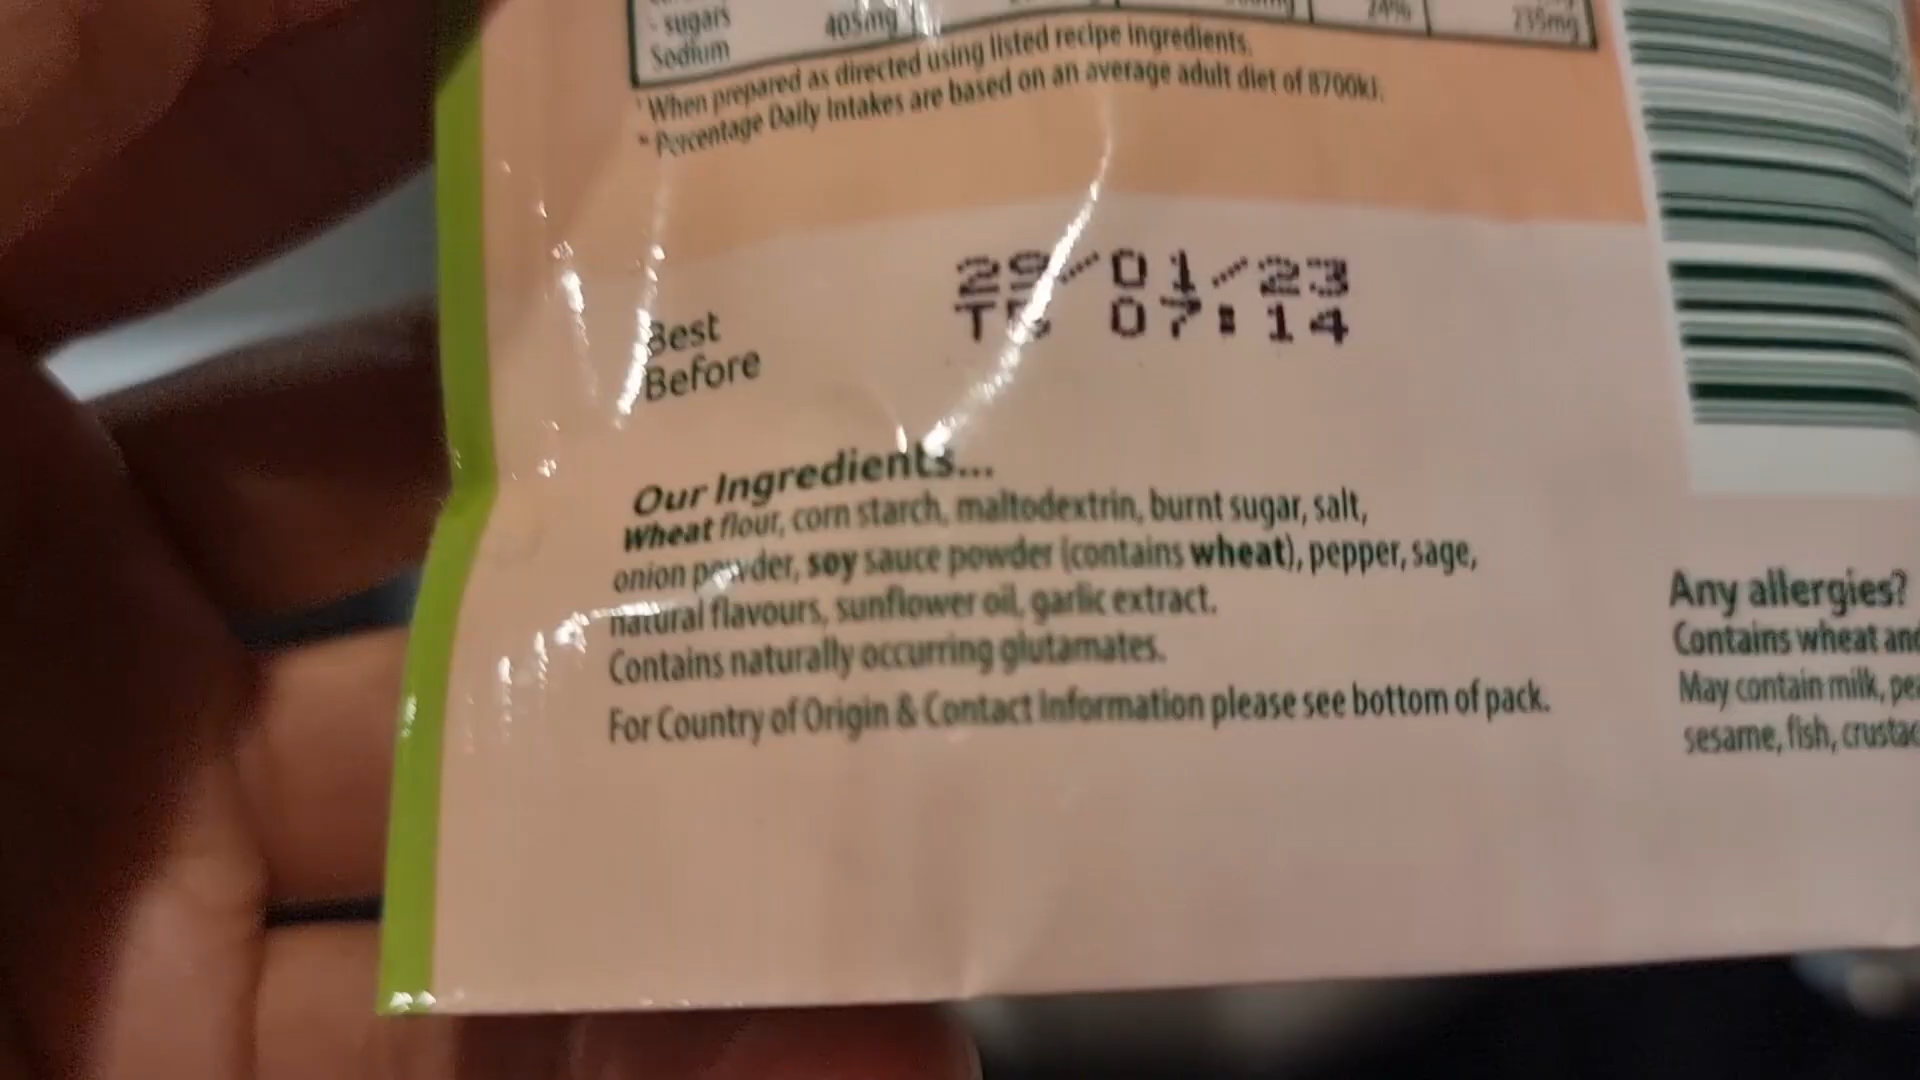 - sugars
Sodium 405mg 24% 235mg
When prepared as directed using listed recipe ingredients.
* Percentage Daily Intakes are based on an average adult diet of 8700kJ.
29/01/23
07:14
Best
Before
Our Ingredients...
Wheat flour, corn starch, maltodextrin, burnt sugar, salt,
onion powder, soy sauce powder (contains wheat), pepper, sage,
natural flavours, sunflower oil, garlic extract.
Contains naturally occurring glutamates.
For Country of Origin & Contact Information please see bottom of pack.
Any allergies?
Contains wheat and
May contain milk,
sesame, fish,